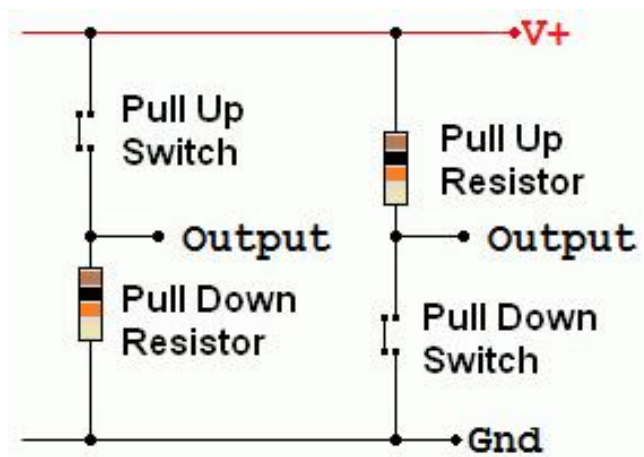 V+
Pull Up
Switch
Pull Up
Resistor
Output
Output
Pull Down
Resistor
Pull Down
Switch
Gnd